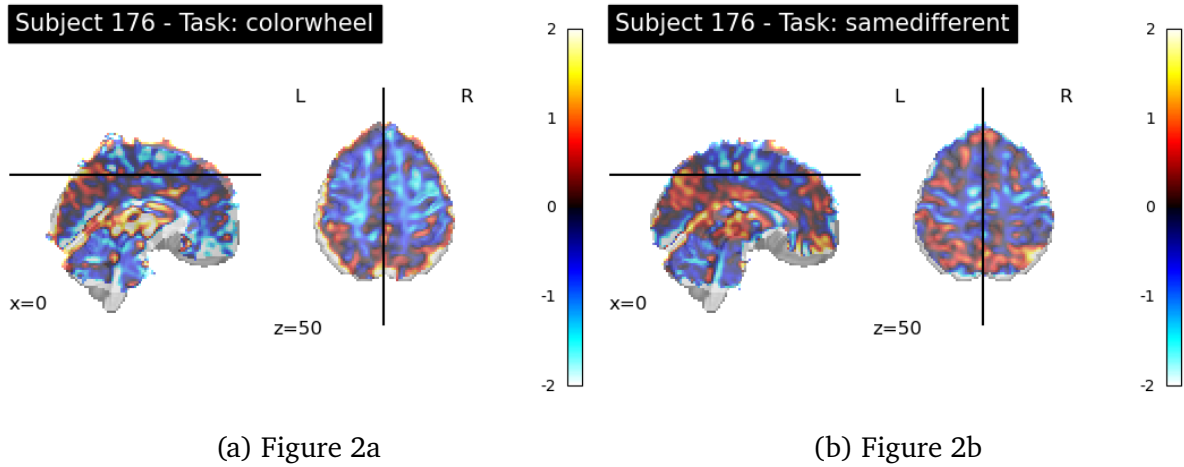 Subject 176 - Task: colorwheel
L
R
x=0
z=50
2
1
0
-1
-2
(a) Figure 2a
Subject 176 - Task: samedifferent
L
R
x=0
z=50
2
1
0
-1
-2
(b) Figure 2b